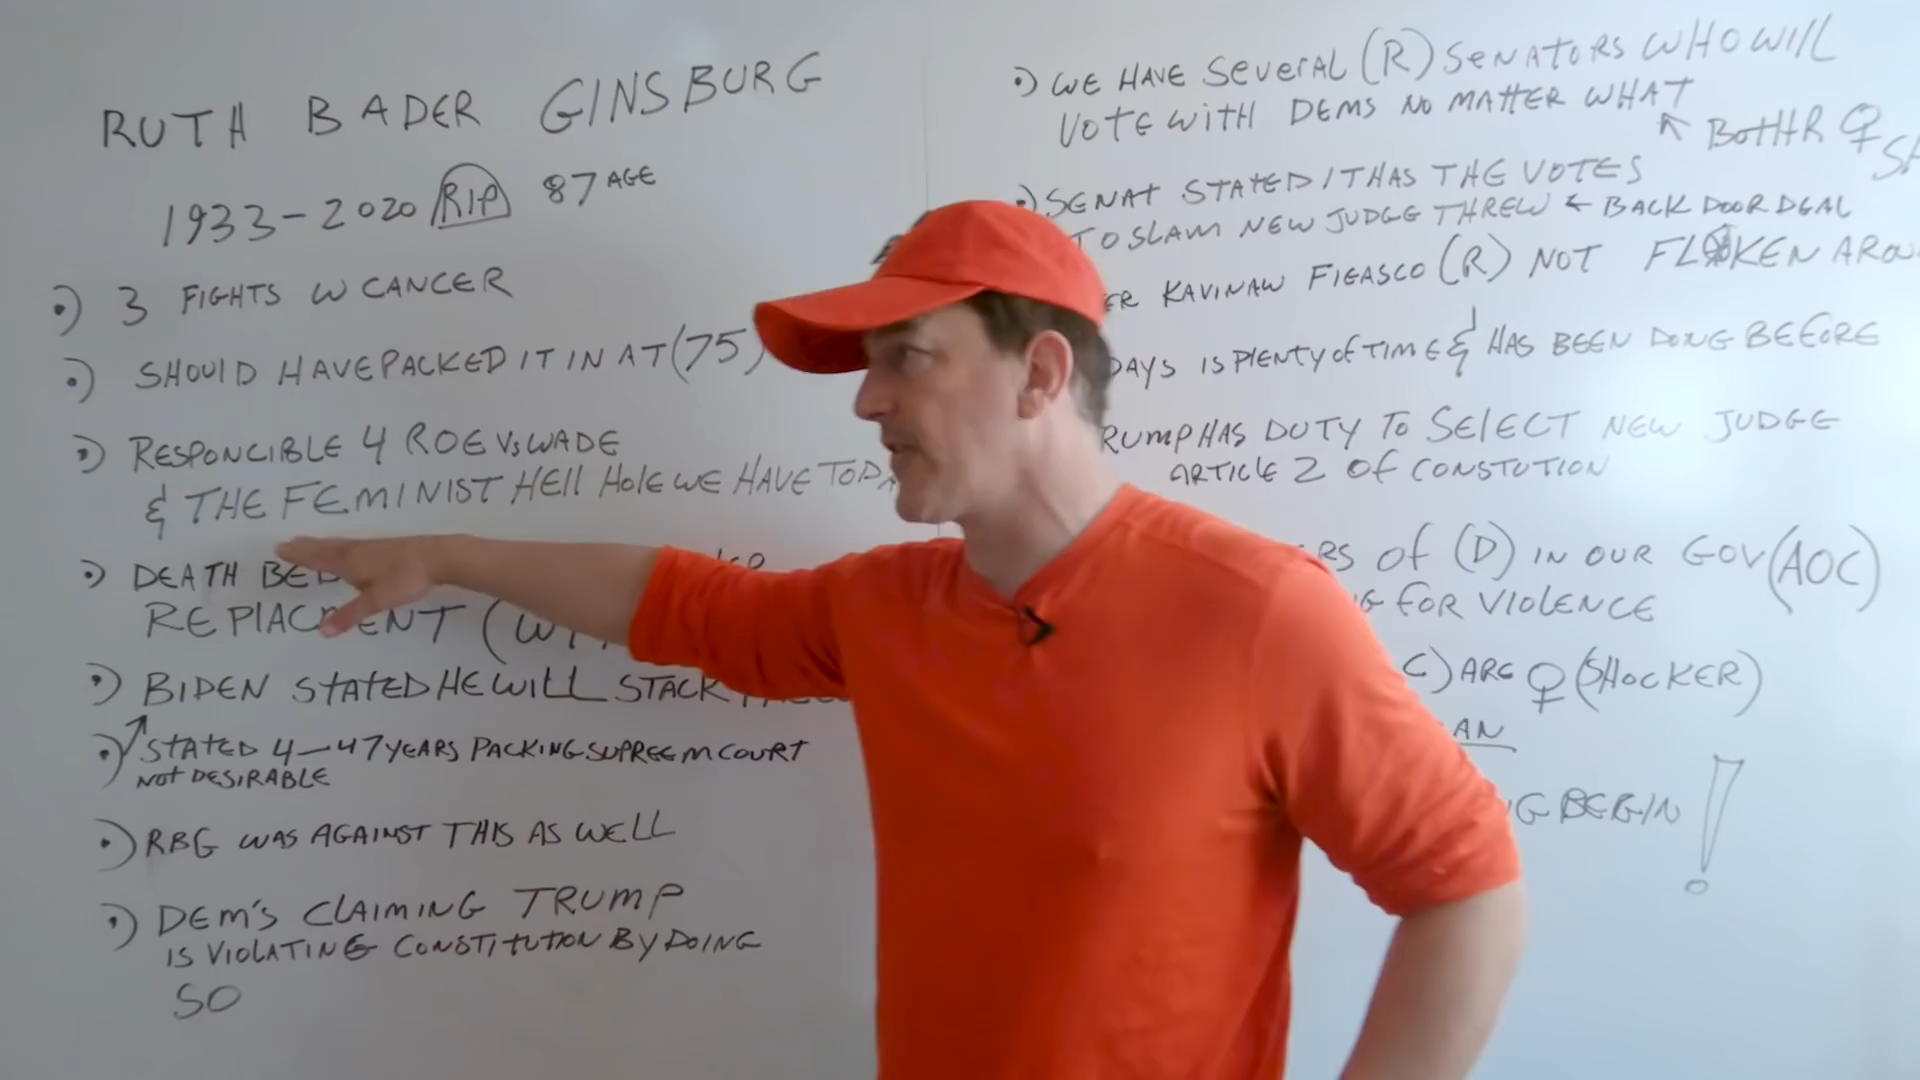 RUTH BADER GINSBURG
1933-2020 RIP 87 AGE
3 FIGHTS W CANCER
SHOULD HAVE PACKED IT IN AT (75)
RESPONCIBLE 4 ROE VS WADE
& THE FEMINIST HELL HOLE WE HAVE TODA
DEATH BED
REPLACMENT (W
BIDEN STATED HE WILL STACK
STATED 4-47 YEARS PACKING SUPREEM COURT
NOT DESIRABLE
RBG WAS AGAINST THIS AS WELL
DEM'S CLAIMING TRUMP
IS VIOLATING CONSTITUTION BY DOING
SO
WE HAVE SEVERAL (R) SENATORS WHO WILL
VOTE WITH DEMS NO MATTER WHAT
BOTH R ♀
SENAT STATED IT HAS THE VOTES
TO SLAM NEW JUDGE THREW ← BACK DOOR DEAL
ER KAVINAW FIEASCO (R) NOT FLOKEN AROU
DAYS IS PLENTY OF TIME & HAS BEEN DONE BEFORE
RUMP HAS DUTY TO SELECT NEW JUDGE
ARTICLE 2 OF CONSTUTION
RS OF (D) IN OUR GOV (AOC)
G FOR VIOLENCE
C) ARE ♀ (SHOCKER)
AN
G BEGIN !